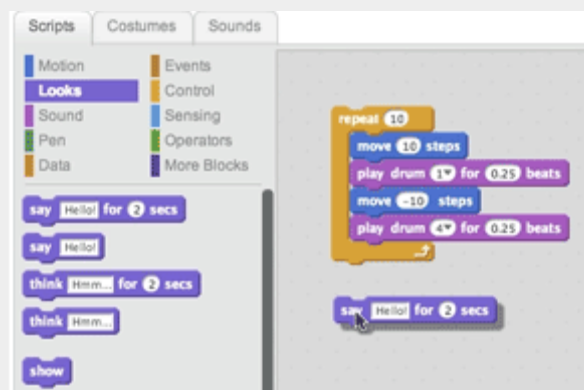 Scripts Costumes Sounds
Motion Events
Looks Control
Sound Sensing
Pen Operators
Data More Blocks
say Hello! for 2 secs
say Hello!
think Hmm... for 2 secs
think Hmm...
show
repeat 10
move 10 steps
play drum 1 for 0.25 beats
move -10 steps
play drum 4 for 0.25 beats
say Hello! for 2 secs